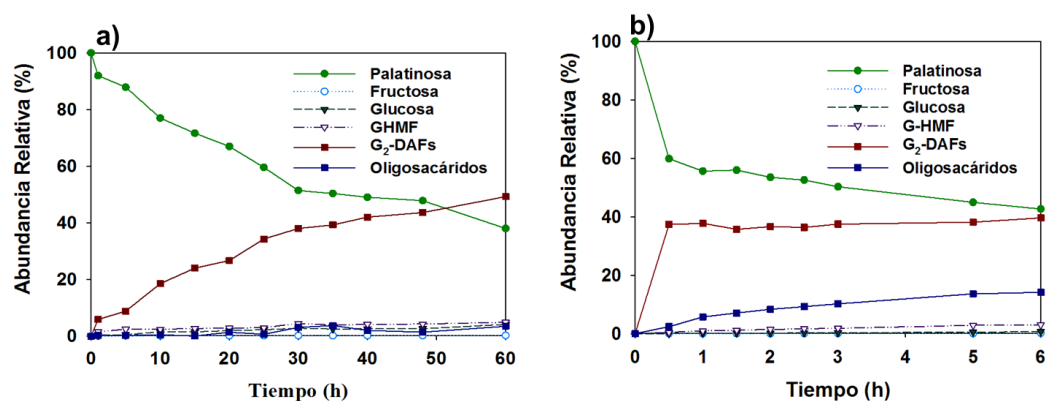 a)
Abundancia Relativa (%)
100
80
60
40
20
0
Palatinosa
Fructosa
Glucosa
GHMF
G₂-DAFs
Oligosacáridos
0 10 20 30 40 50 60
Tiempo (h)
b)
Abundancia Relativa (%)
100
80
60
40
20
0
Palatinosa
Fructosa
Glucosa
G-HMF
G₂-DAFs
Oligosacáridos
0 1 2 3 4 5 6
Tiempo (h)